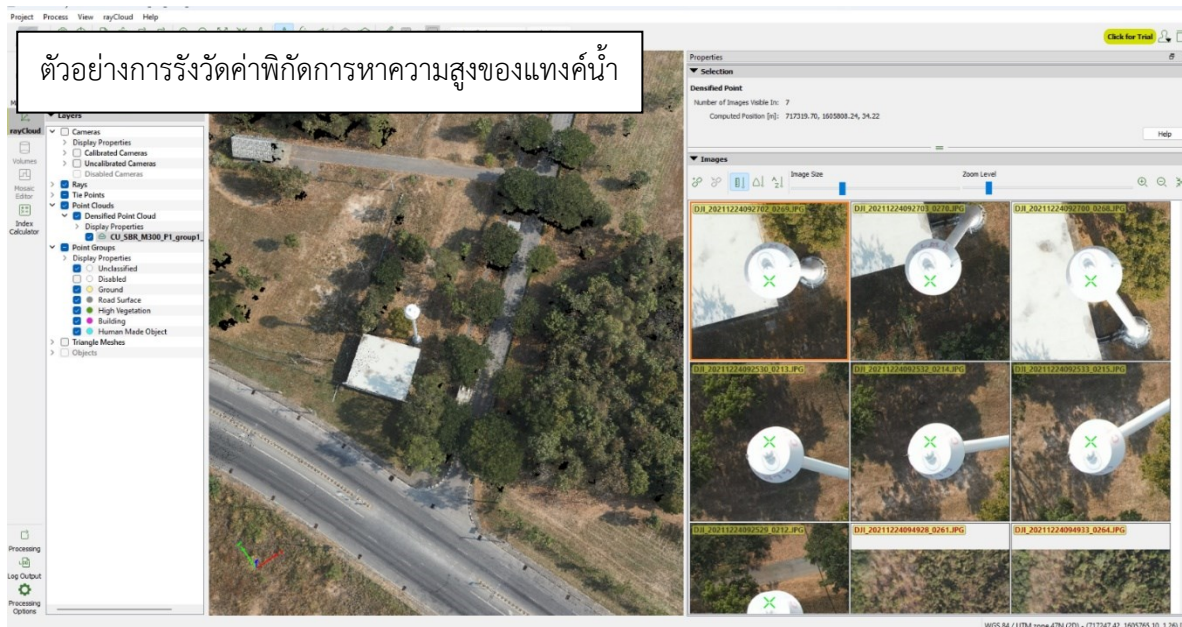 Project Process View rayCloud Help
ตัวอย่างการรังวัดค่าพิกัดการหาความสูงของแทงค์น้ำ
Click for Trial
Properties
Selection
Densified Point
Number of Images Visible In: 7
Computed Position [m]: 717319.70, 1605808.24, 34.22
Help
Layers
rayCloud
Volumes
Mosaic
Editor
Index
Calculator
Cameras
Display Properties
Calibrated Cameras
Uncalibrated Cameras
Disabled Cameras
Rays
Tie Points
Point Clouds
Densified Point Cloud
Display Properties
CU_SBR_M300_P1_group1_
Point Groups
Display Properties
Unclassified
Disabled
Ground
Road Surface
High Vegetation
Building
Human Made Object
Triangle Meshes
Objects
Images
Image Size
Zoom Level
DJI_20211224092702_0269.JPG
DJI_20211224092703_0270.JPG
DJI_20211224092700_0268.JPG
DJI_20211224092530_0213.JPG
DJI_20211224092532_0214.JPG
DJI_20211224092533_0215.JPG
DJI_20211224092529_0212.JPG
DJI_20211224094928_0261.JPG
DJI_20211224094933_0264.JPG
Processing
Log Output
Processing
Options
WGS 84 / UTM zone 47N (2D) - (717247.42, 1605765.10, 1.26)